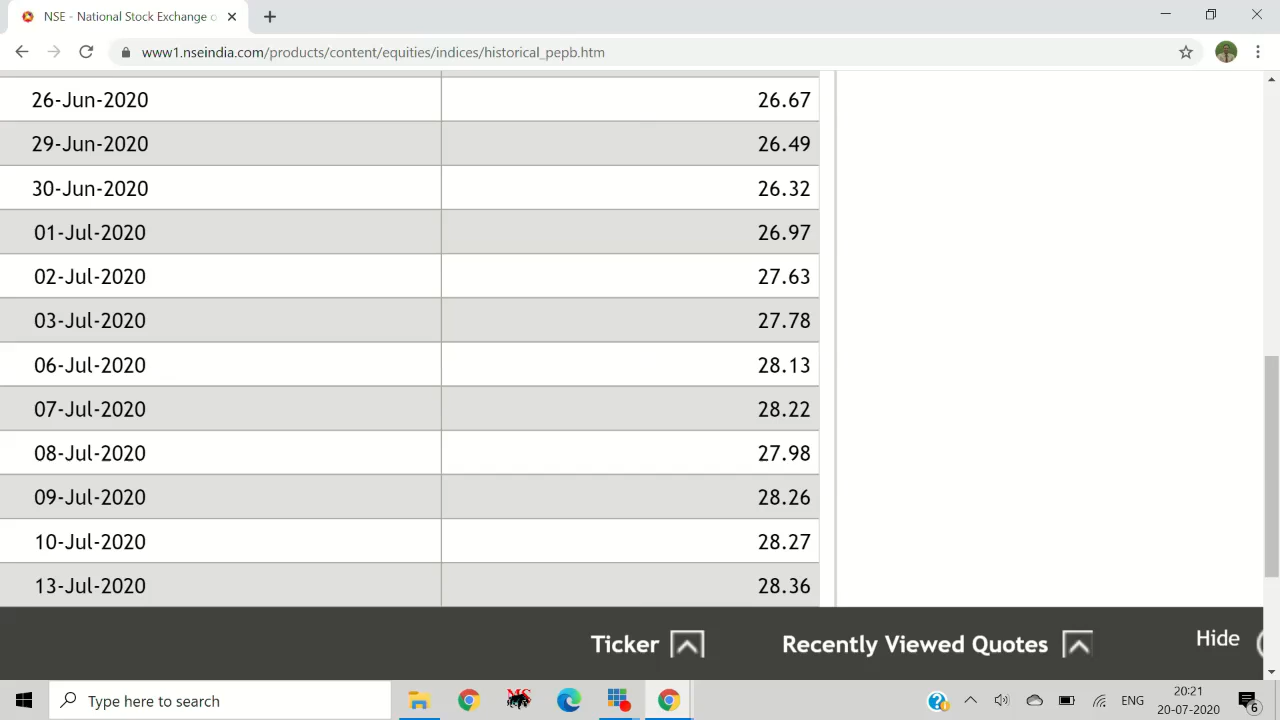 NSE - National Stock Exchange o
www1.nseindia.com/products/content/equities/indices/historical_pepb.htm
26-Jun-2020 26.67
29-Jun-2020 26.49
30-Jun-2020 26.32
01-Jul-2020 26.97
02-Jul-2020 27.63
03-Jul-2020 27.78
06-Jul-2020 28.13
07-Jul-2020 28.22
08-Jul-2020 27.98
09-Jul-2020 28.26
10-Jul-2020 28.27
13-Jul-2020 28.36
Ticker Recently Viewed Quotes Hide
Type here to search
MS
ENG
20:21
20-07-2020
6